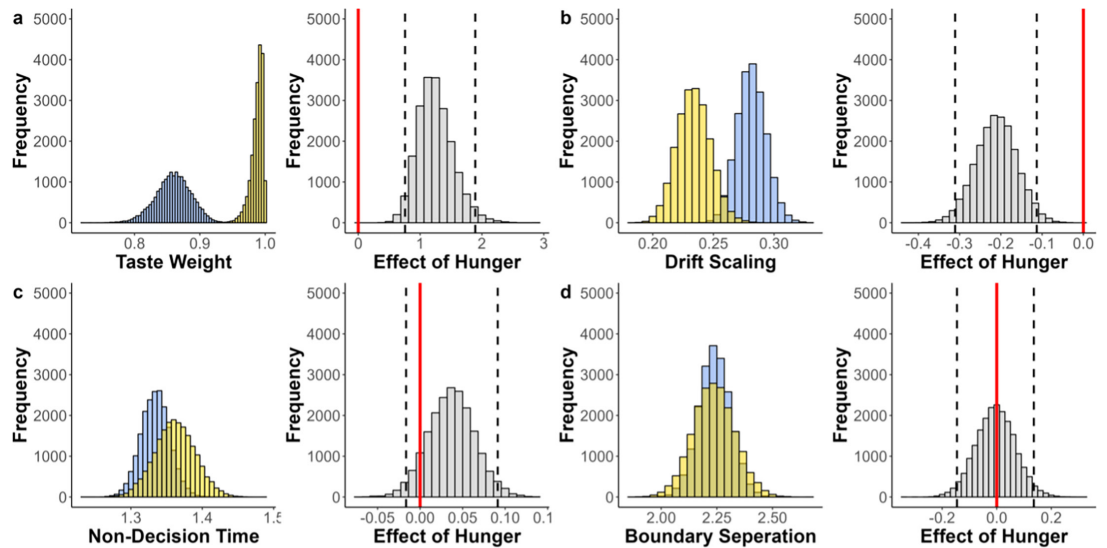 a
5000
4000
3000
2000
1000
0
Frequency
0.8 0.9 1.0
Taste Weight
5000
4000
3000
2000
1000
0
Frequency
0 1 2 3
Effect of Hunger
b
5000
4000
3000
2000
1000
0
Frequency
0.20 0.25 0.30
Drift Scaling
5000
4000
3000
2000
1000
0
Frequency
-0.4 -0.3 -0.2 -0.1 0.0
Effect of Hunger
c
5000
4000
3000
2000
1000
0
Frequency
1.3 1.4
Non-Decision Time
5000
4000
3000
2000
1000
0
Frequency
-0.05 0.00 0.05 0.10 0.1
Effect of Hunger
d
5000
4000
3000
2000
1000
0
Frequency
2.00 2.25 2.50
Boundary Seperation
5000
4000
3000
2000
1000
0
Frequency
-0.2 0.0 0.2
Effect of Hunger